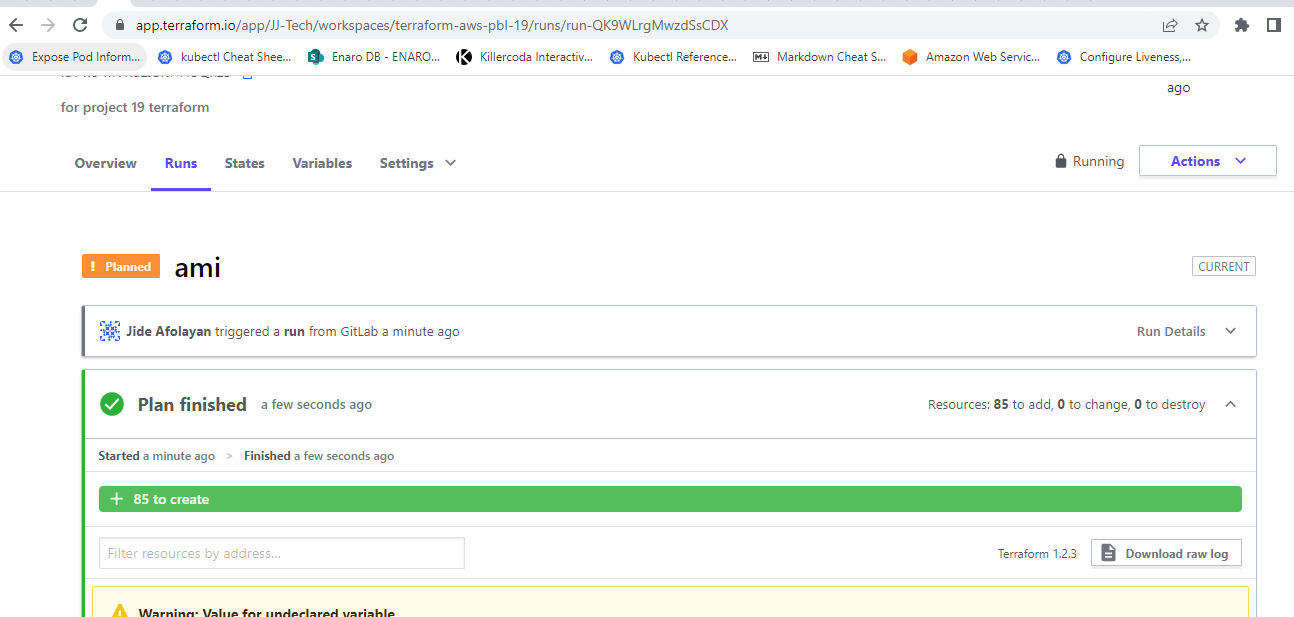 app.terraform.io/app/JJ-Tech/workspaces/terraform-aws-pbl-19/runs/run-QK9WLrgMwzdSsCDX
Expose Pod Inform... kubectl Cheat Shee... Enaro DB - ENARO... Killercoda Interactiv... Kubectl Reference... Markdown Cheat S... Amazon Web Servic... Configure Liveness,...
ago
for project 19 terraform
Overview Runs States Variables Settings Running Actions
! Planned ami CURRENT
Jide Afolayan triggered a run from GitLab a minute ago Run Details
Plan finished a few seconds ago Resources: 85 to add, 0 to change, 0 to destroy
Started a minute ago > Finished a few seconds ago
+ 85 to create
Filter resources by address... Terraform 1.2.3 Download raw log
Warning: Value for undeclared variable